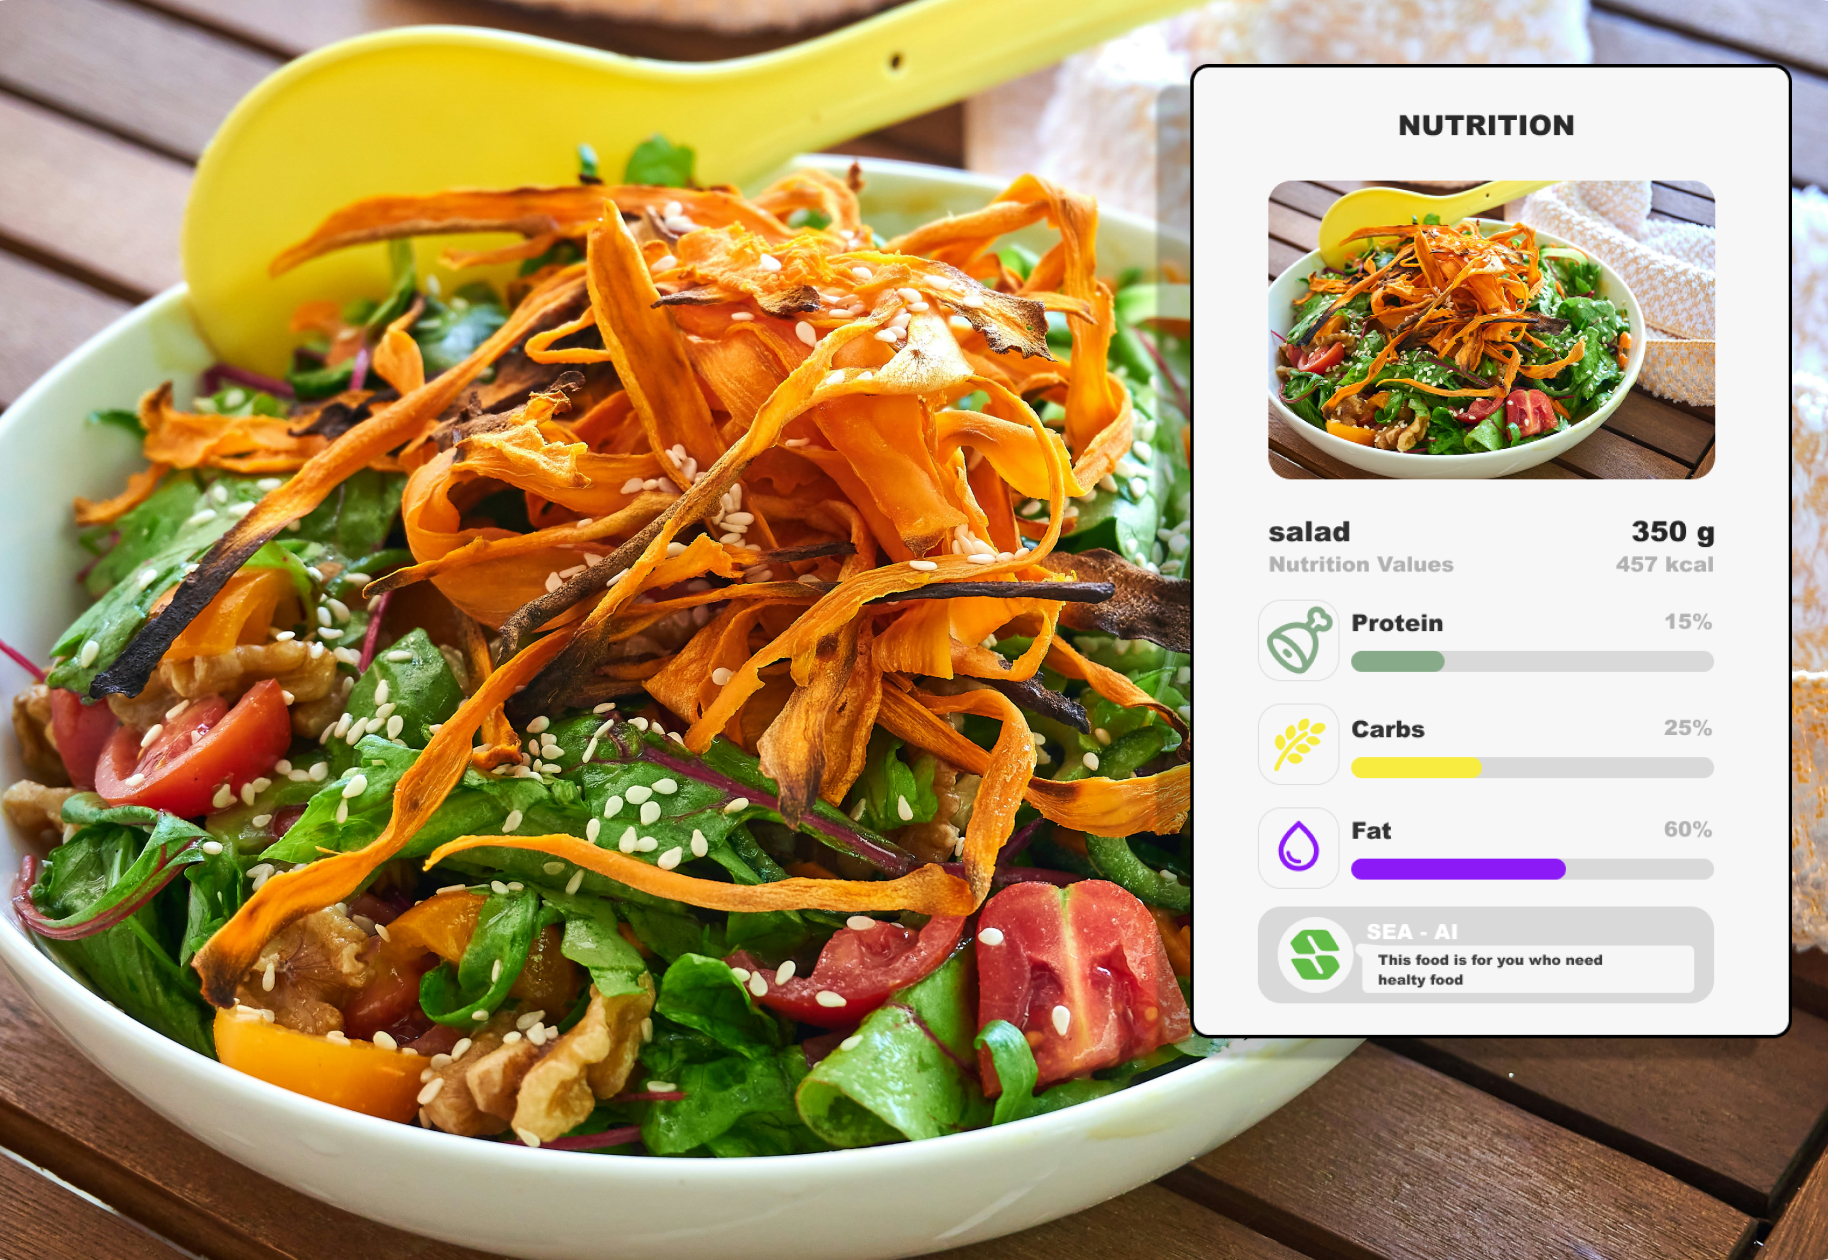 NUTRITION
salad 350 g
Nutrition Values 457 kcal
Protein 15%
Carbs 25%
Fat 60%
SEA - AI
This food is for you who need
healty food